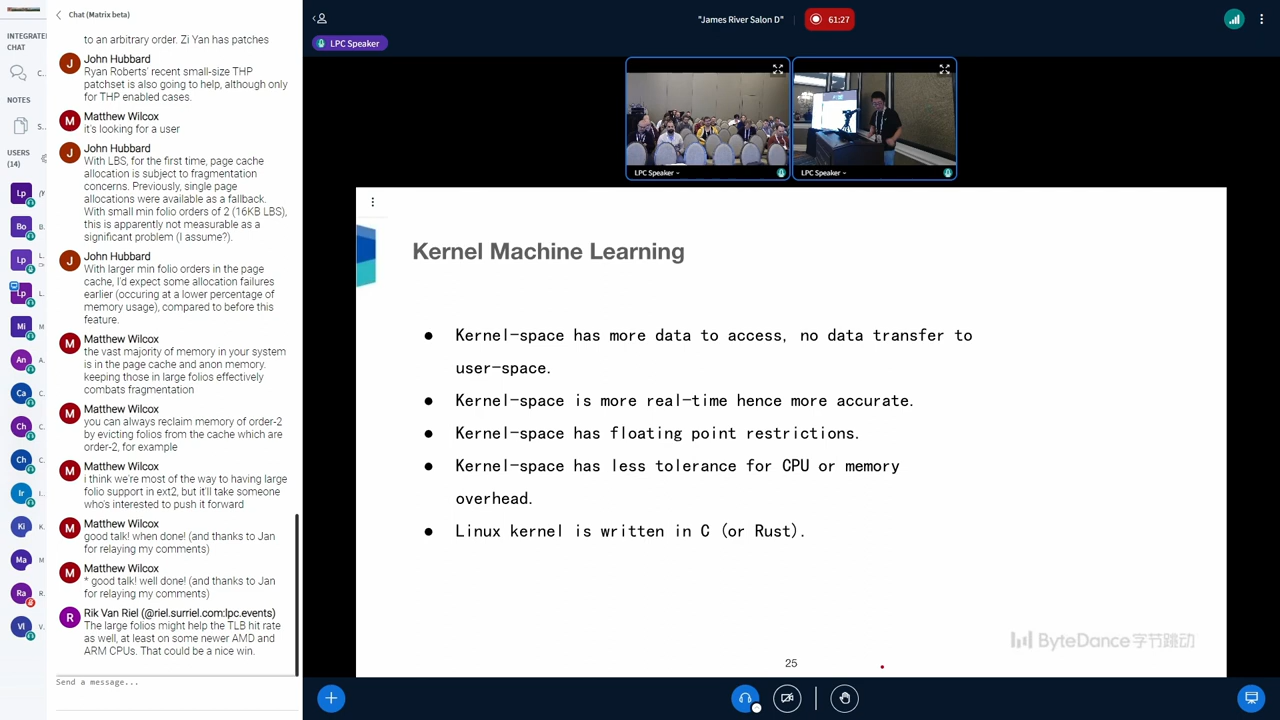 Chat (Matrix beta)
INTEGRATE
CHAT
C.
NOTES
S..
USERS
(14)
to an arbitrary order. Zi Yan has patches
John Hubbard
Ryan Roberts' recent small-size THP
patchset is also going to help, although only
for THP enabled cases.
Matthew Wilcox
it's looking for a user
John Hubbard
With LBS, for the first time, page cache
allocation is subject to fragmentation
concerns. Previously, single page
allocations were available as a fallback.
With small min folio orders of 2 (16KB LBS),
this is apparently not measurable as a
significant problem (I assume?).
John Hubbard
With larger min folio orders in the page
cache, I'd expect some allocation failures
earlier (occuring at a lower percentage of
memory usage), compared to before this
feature.
Matthew Wilcox
the vast majority of memory in your system
is in the page cache and anon memory.
keeping those in large folios effectively
combats fragmentation
Matthew Wilcox
you can always reclaim memory of order-2
by evicting folios from the cache which are
order-2, for example
Matthew Wilcox
i think we're most of the way to having large
folio support in ext2, but it'll take someone
who's interested to push it forward
Matthew Wilcox
good talk! when done! (and thanks to Jan
for relaying my comments)
Matthew Wilcox
* good talk! well done! (and thanks to Jan
for relaying my comments)
Rik Van Riel (@riel.surriel.com:lpc.events)
The large folios might help the TLB hit rate
as well, at least on some newer AMD and
ARM CPUs. That could be a nice win.
Send a message...
"James River Salon D"
61:27
LPC Speaker
LPC Speaker
LPC Speaker
Kernel Machine Learning
● Kernel-space has more data to access, no data transfer to
user-space.
● Kernel-space is more real-time hence more accurate.
● Kernel-space has floating point restrictions.
● Kernel-space has less tolerance for CPU or memory
overhead.
● Linux kernel is written in C (or Rust).
ByteDance字节跳动
25